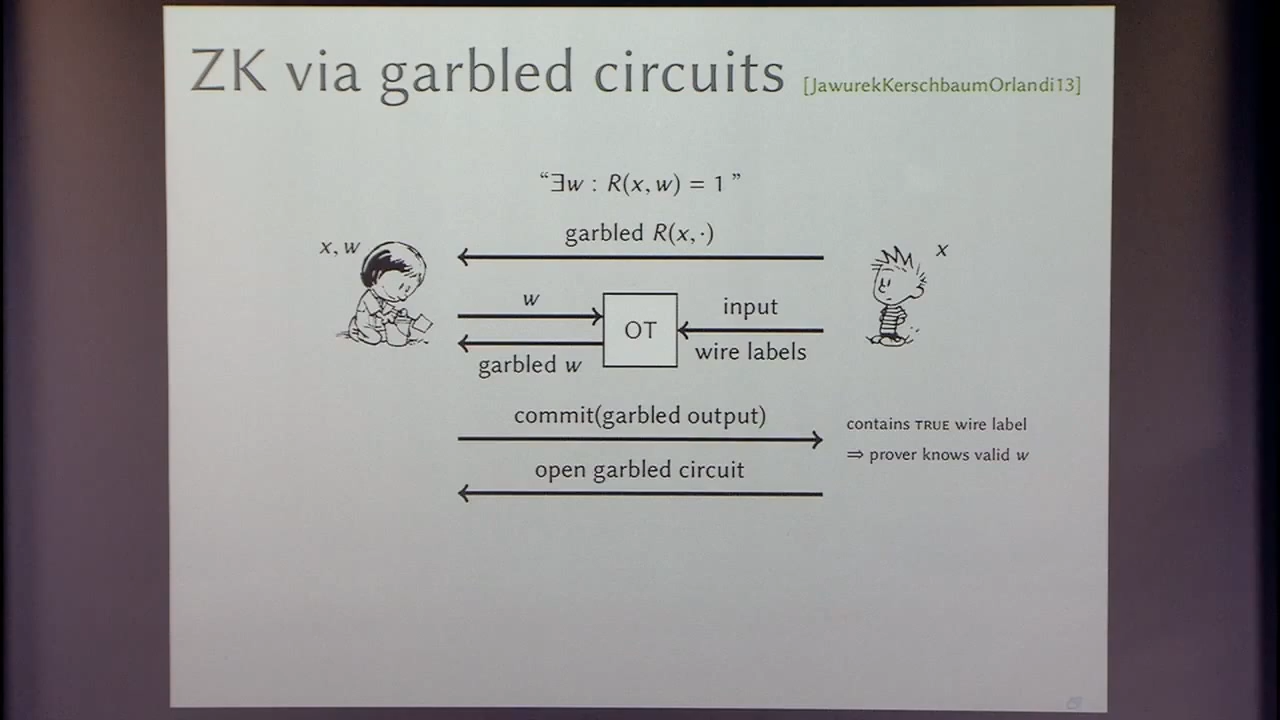 ZK via garbled circuits [JawurekKerschbaumOrlandi13]
“∃w : R(x, w) = 1 ”
garbled R(x, ·)
x, w
x
w
OT
input
wire labels
garbled w
commit(garbled output)
contains TRUE wire label
⇒ prover knows valid w
open garbled circuit